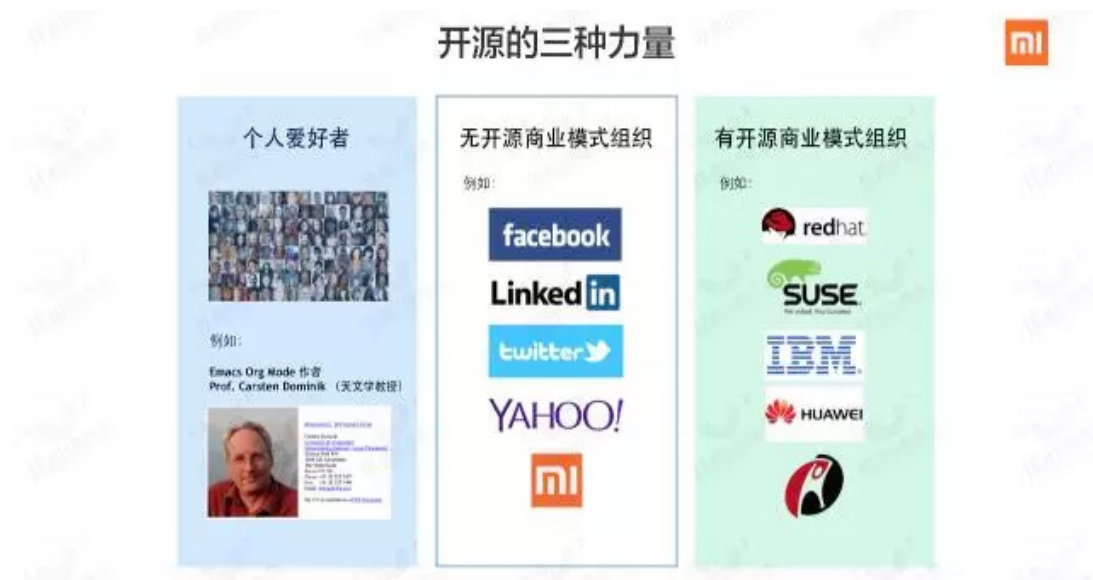 开源的三种力量
mi
个人爱好者
例如:
Emacs Org Mode 作者
Prof. Carsten Dominik （天文学教授）
无开源商业模式组织
例如:
facebook
Linked in
twitter
YAHOO!
mi
有开源商业模式组织
例如:
redhat.
SUSE.
IBM.
HUAWEI